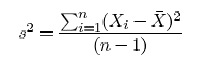 s² = ∑ⁿᵢ₌₁(Xᵢ − X̄)² / (n − 1)